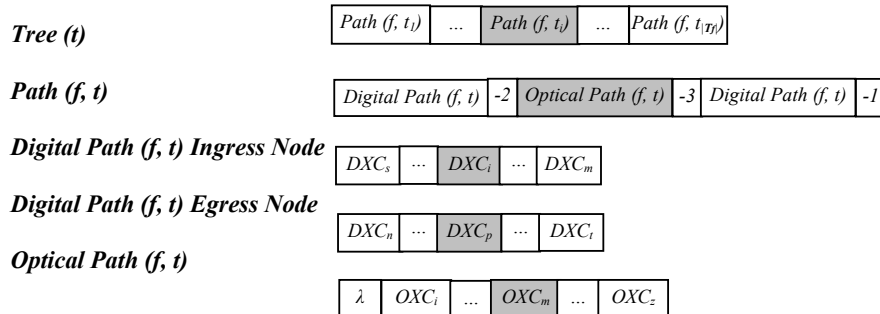 Tree (t)
Path (f, t₁) ... Path (f, tᵢ) ... Path (f, t|Tf|)
Path (f, t)
Digital Path (f, t) -2 Optical Path (f, t) -3 Digital Path (f, t) -1
Digital Path (f, t) Ingress Node
DXCₛ ... DXCᵢ ... DXCₘ
Digital Path (f, t) Egress Node
DXCₙ ... DXCₚ ... DXCₜ
Optical Path (f, t)
λ OXCᵢ ... OXCₘ ... OXC_z